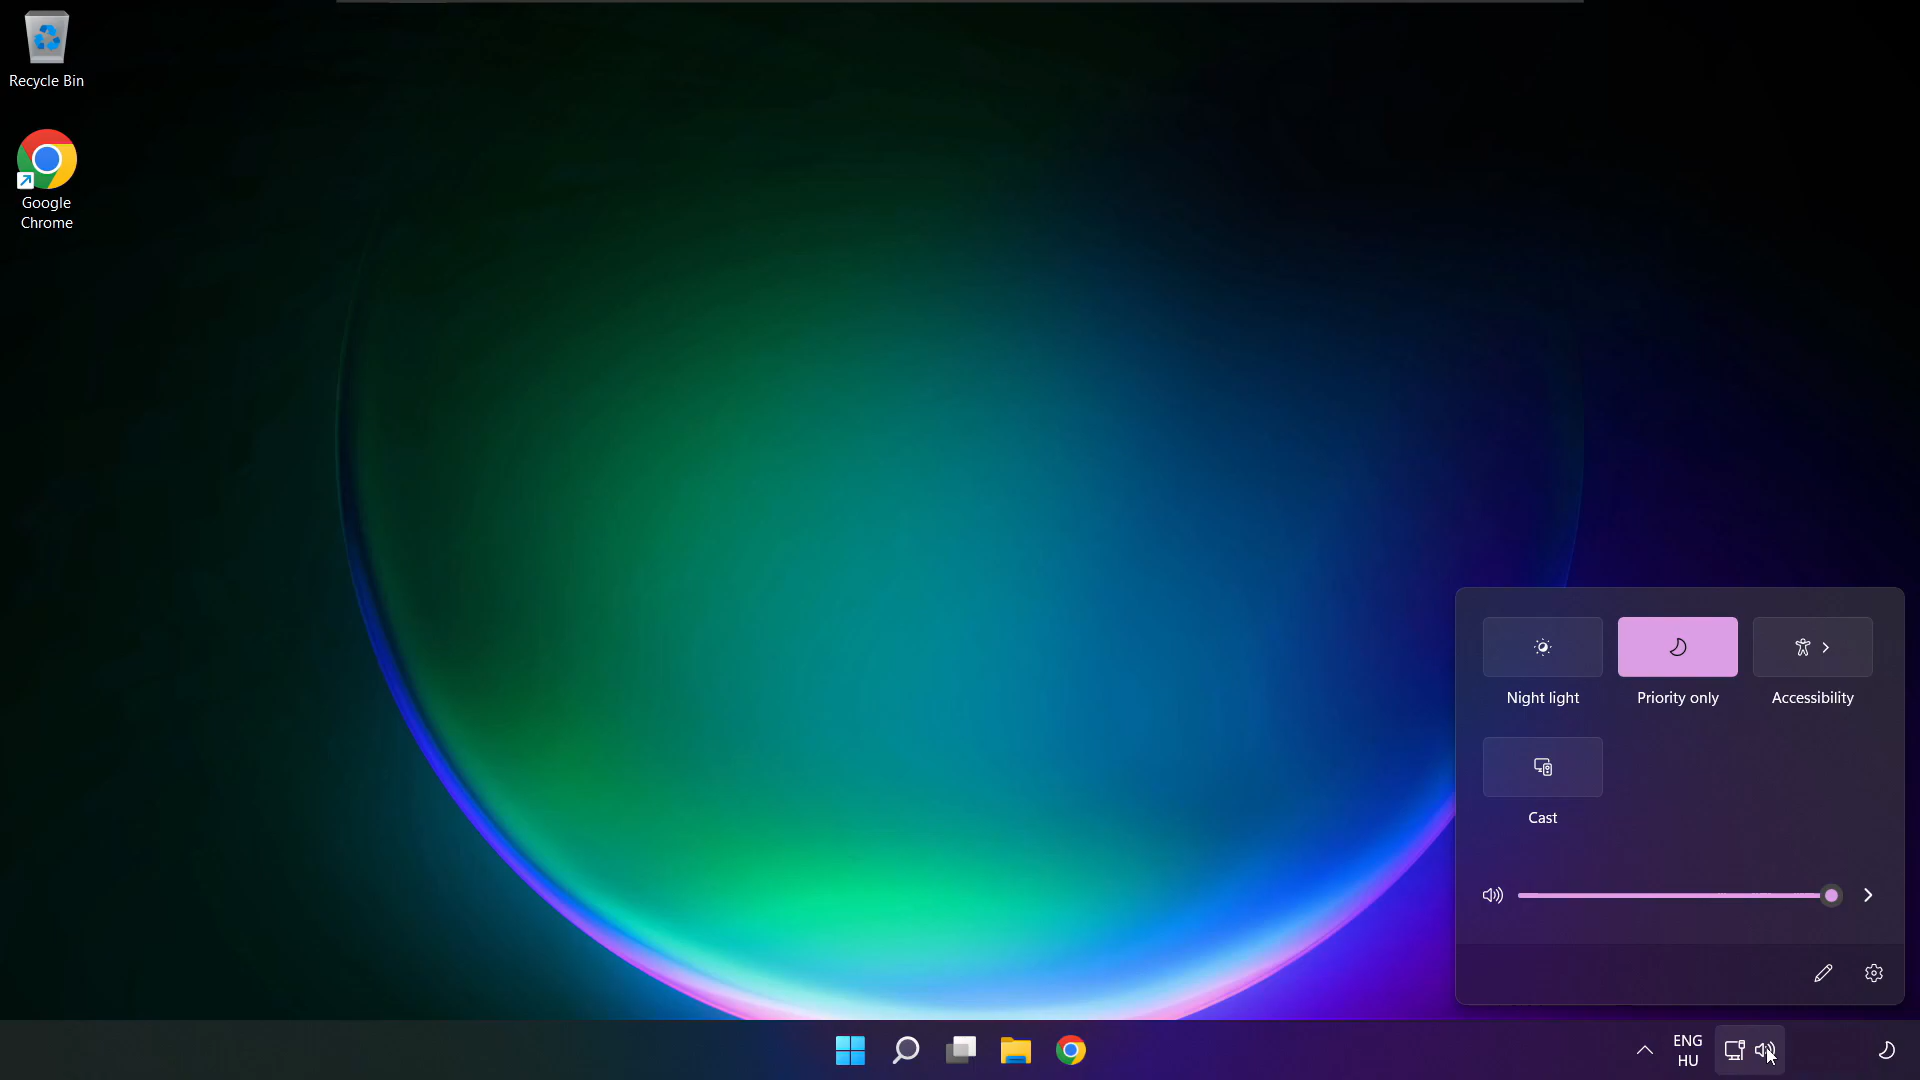 Recycle Bin
Google
Chrome
Night light
Priority only
Accessibility
Cast
ENG
HU